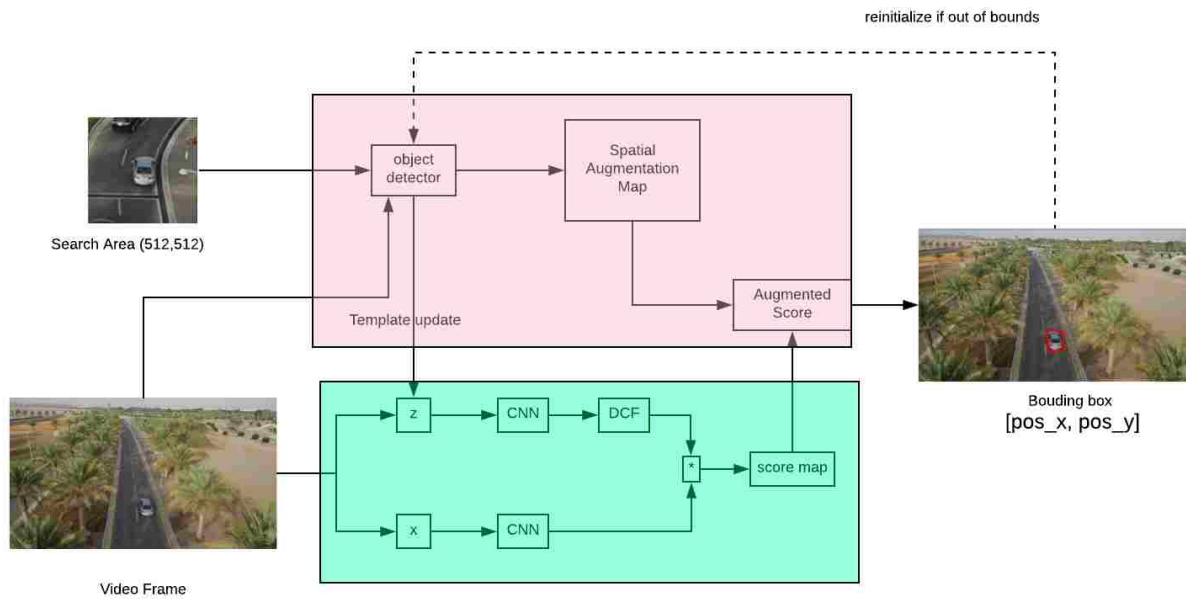 reinitialize if out of bounds
object
detector
Spatial
Augmentation
Map
Search Area (512,512)
Augmented
Score
Template update
z
CNN
DCF
*
score map
x
CNN
Bouding box
[pos_x, pos_y]
Video Frame